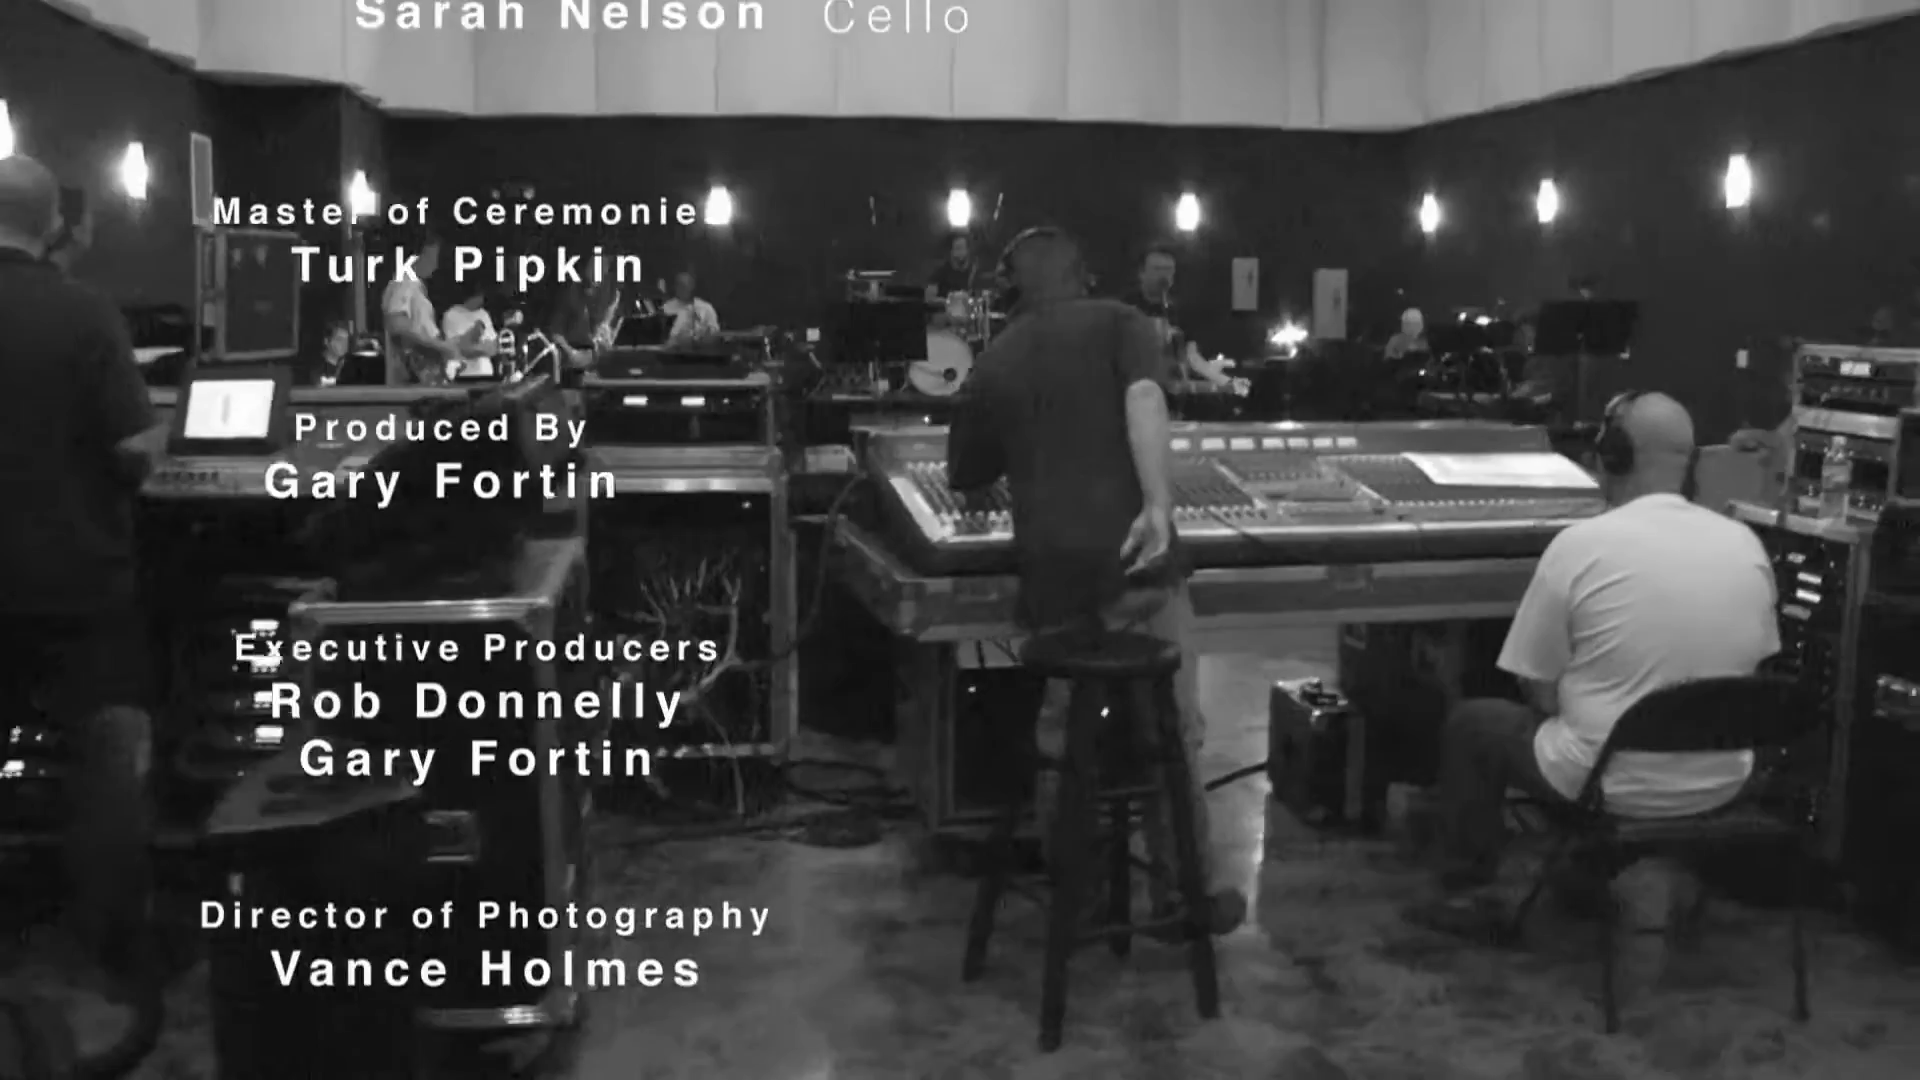 Sarah Nelson Cello
Master of Ceremonies
Turk Pipkin
Produced By
Gary Fortin
Executive Producers
Rob Donnelly
Gary Fortin
Director of Photography
Vance Holmes